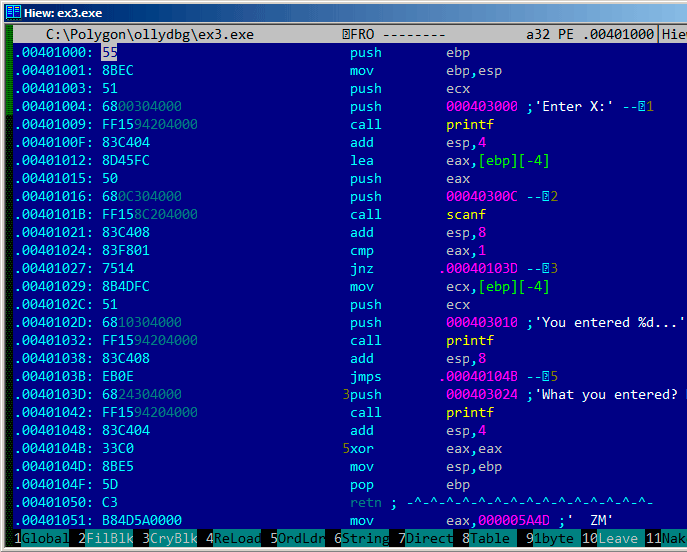 Hiew: ex3.exe
C:\Polygon\ollydbg\ex3.exe FRO -------- a32 PE .00401000 Hiew
.00401000: 55 push ebp
.00401001: 8BEC mov ebp,esp
.00401003: 51 push ecx
.00401004: 6800304000 push 000403000 ;'Enter X:' --1
.00401009: FF1594204000 call printf
.0040100F: 83C404 add esp,4
.00401012: 8D45FC lea eax,[ebp][-4]
.00401015: 50 push eax
.00401016: 680C304000 push 00040300C --2
.0040101B: FF158C204000 call scanf
.00401021: 83C408 add esp,8
.00401024: 83F801 cmp eax,1
.00401027: 7514 jnz .00040103D --3
.00401029: 8B4DFC mov ecx,[ebp][-4]
.0040102C: 51 push ecx
.0040102D: 6810304000 push 000403010 ;'You entered %d...'
.00401032: FF1594204000 call printf
.00401038: 83C408 add esp,8
.0040103B: EB0E jmps .00040104B --5
.0040103D: 6824304000 3push 000403024 ;'What you entered?
.00401042: FF1594204000 call printf
.00401048: 83C404 add esp,4
.0040104B: 33C0 5xor eax,eax
.0040104D: 8BE5 mov esp,ebp
.0040104F: 5D pop ebp
.00401050: C3 retn ; -^-^-^-^-^-^-^-^-^-^-^-^-^-^-^-^-
.00401051: B84D5A0000 mov eax,000005A4D ;' ZM'
1Global 2FilBlk 3CryBlk 4ReLoad 5OrdLdr 6String 7Direct 8Table 91byte 10Leave 11Nak